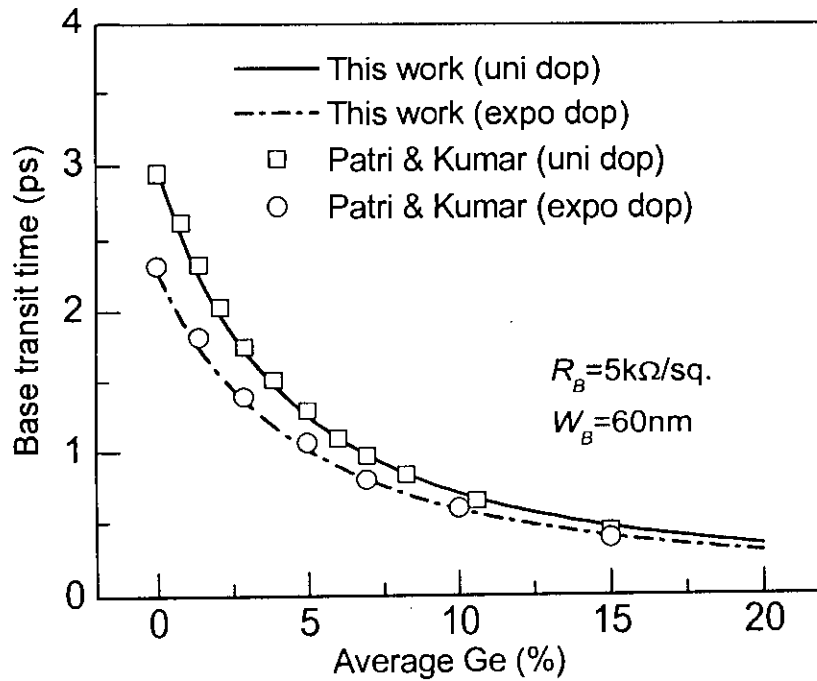 4
3
2
1
0
Base transit time (ps)
This work (uni dop)
This work (expo dop)
Patri & Kumar (uni dop)
Patri & Kumar (expo dop)
R_B=5kΩ/sq.
W_B=60nm
0 5 10 15 20
Average Ge (%)